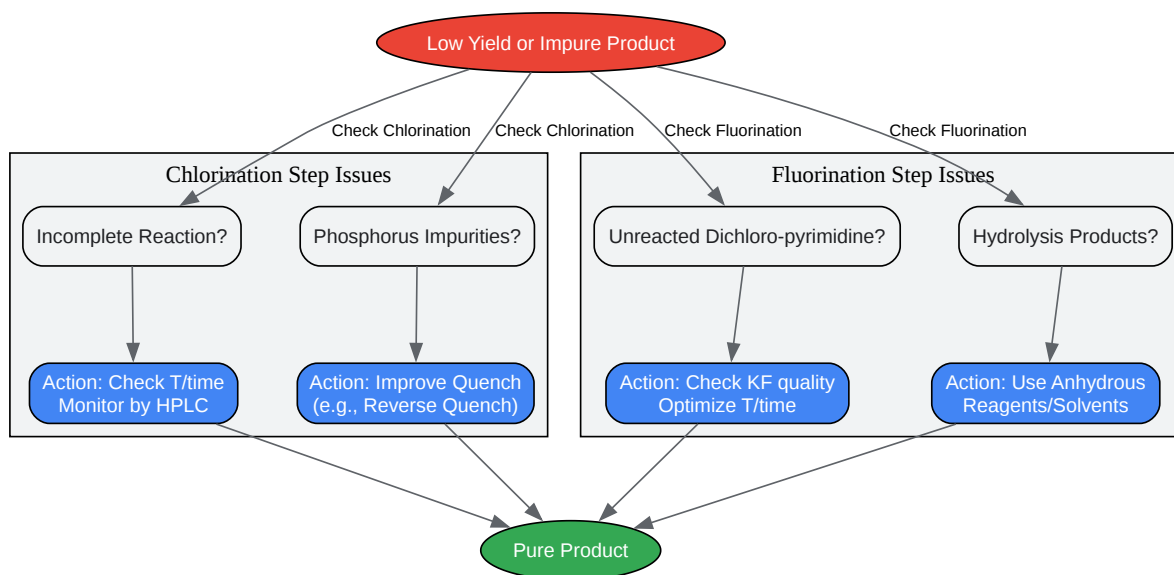 Low Yield or Impure Product
Check Chlorination
Check Chlorination
Check Fluorination
Check Fluorination
Chlorination Step Issues
Fluorination Step Issues
Incomplete Reaction?
Phosphorus Impurities?
Unreacted Dichloro-pyrimidine?
Hydrolysis Products?
Action: Check T/time
Monitor by HPLC
Action: Improve Quench
(e.g., Reverse Quench)
Action: Check KF quality
Optimize T/time
Action: Use Anhydrous
Reagents/Solvents
Pure Product